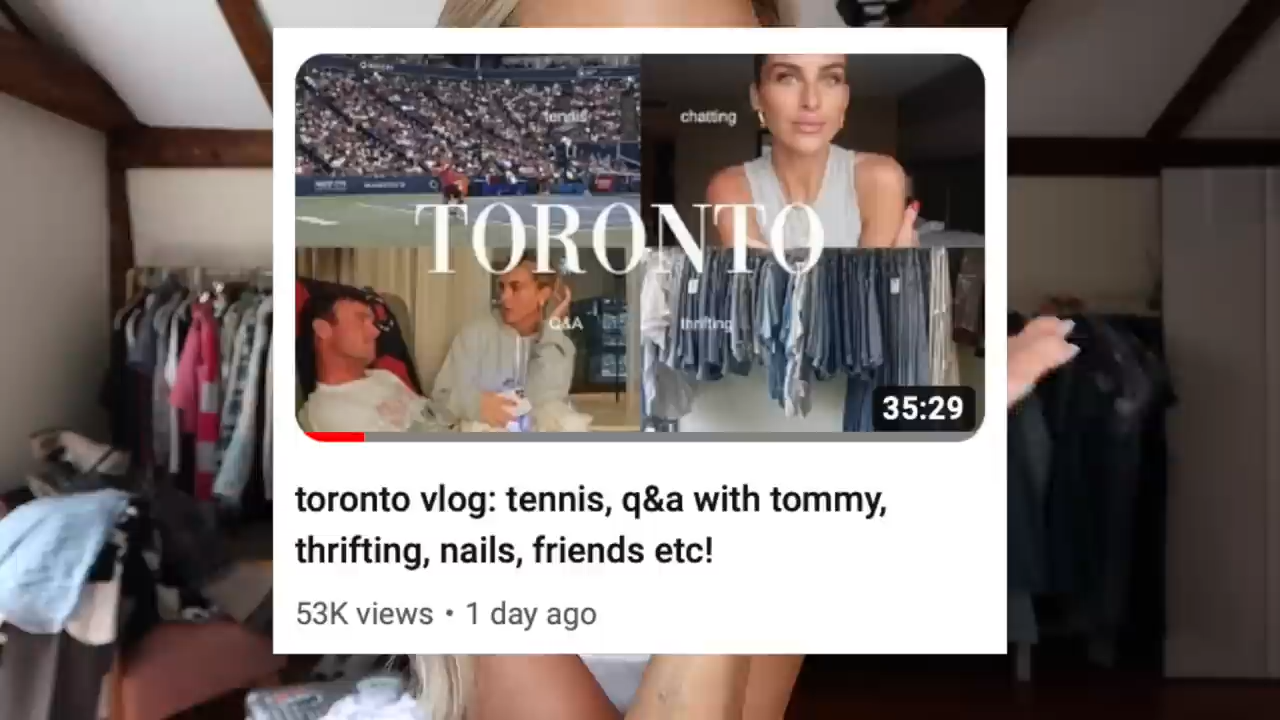 tennis
chatting
TORONTO
Q&A
thrifting
35:29
toronto vlog: tennis, q&a with tommy,
thrifting, nails, friends etc!
53K views • 1 day ago